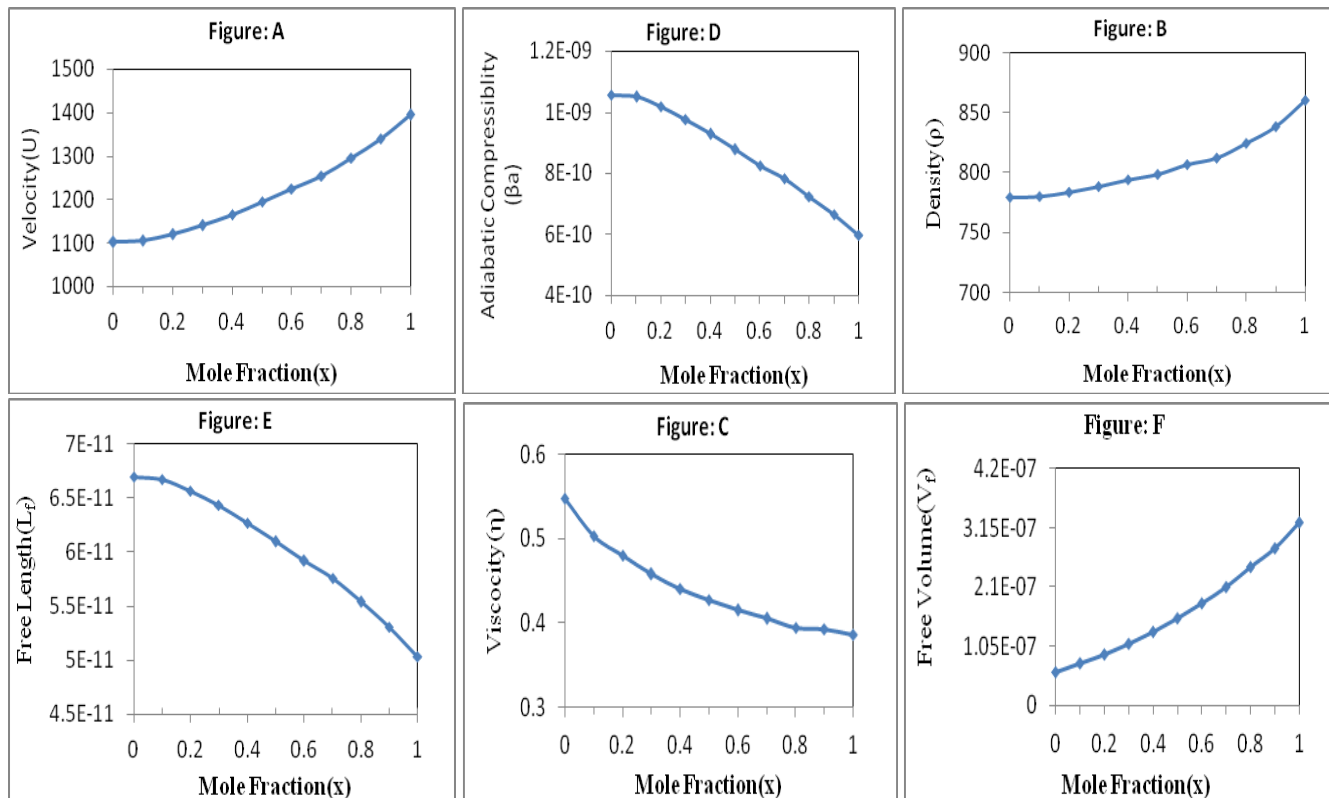 Figure: A
1500
1400
1300
1200
1100
1000
Velocity(U)
0 0.2 0.4 0.6 0.8 1
Mole Fraction(x)
Figure: D
1.2E-09
1E-09
8E-10
6E-10
4E-10
Adiabatic Compressiblity
(βa)
0 0.2 0.4 0.6 0.8 1
Mole Fraction(x)
Figure: B
900
850
800
750
700
Density(ρ)
0 0.2 0.4 0.6 0.8 1
Mole Fraction(x)
Figure: E
7E-11
6.5E-11
6E-11
5.5E-11
5E-11
4.5E-11
Free Length(Lf)
0 0.2 0.4 0.6 0.8 1
Mole Fraction(x)
Figure: C
0.6
0.5
0.4
0.3
Viscocity(η)
0 0.2 0.4 0.6 0.8 1
Mole Fraction(x)
Figure: F
4.2E-07
3.15E-07
2.1E-07
1.05E-07
0
Free Volume(Vf)
0 0.2 0.4 0.6 0.8 1
Mole Fraction(x)